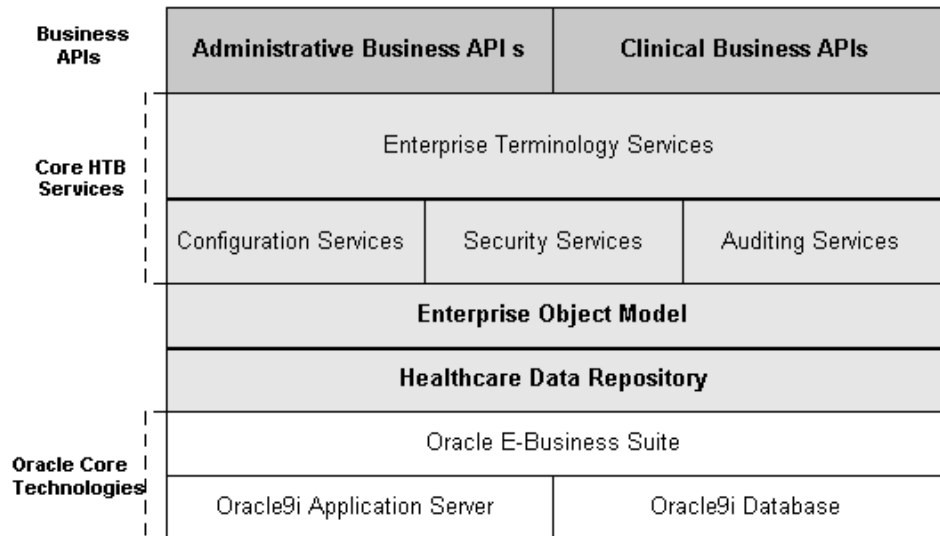 Business
APIs
Administrative Business API s
Clinical Business APIs
Core HTB
Services
Enterprise Terminology Services
Configuration Services
Security Services
Auditing Services
Enterprise Object Model
Healthcare Data Repository
Oracle Core
Technologies
Oracle E-Business Suite
Oracle9i Application Server
Oracle9i Database